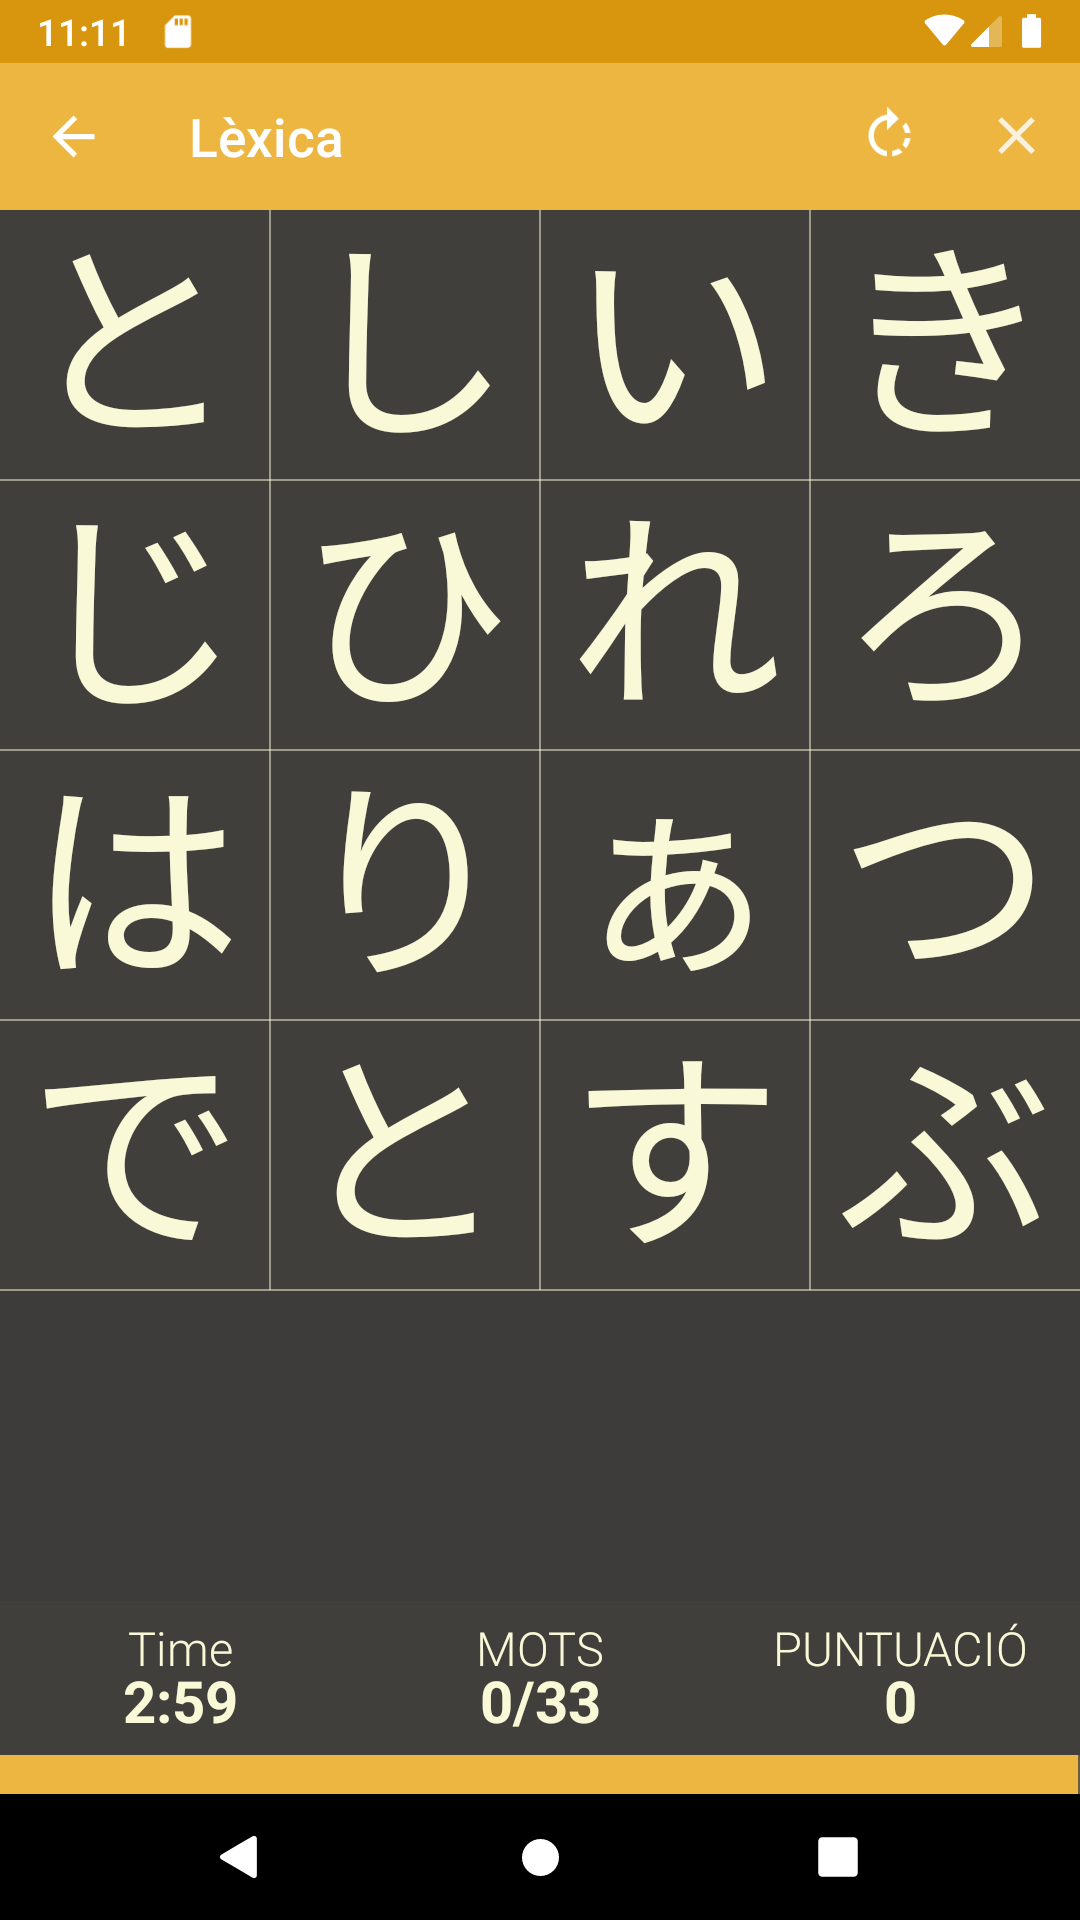 11:11
Lèxica
と し い き
じ ひ れ ろ
は り ぁ つ
で と す ぶ
Time MOTS PUNTUACIÓ
2:59 0/33 0